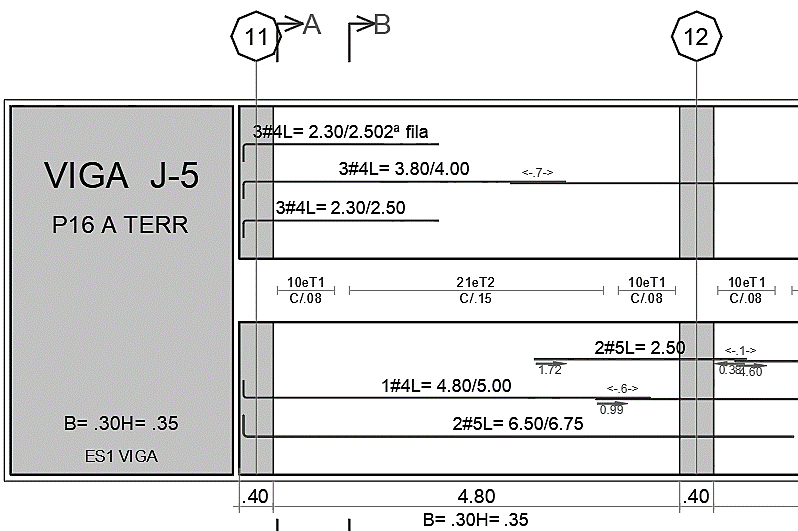 11
A
B
12
VIGA J-5
P16 A TERR
B= .30H= .35
ES1 VIGA
3#4L= 2.30/2.502ª fila
3#4L= 3.80/4.00
<-.7->
3#4L= 2.30/2.50
10eT1
C/.08
21eT2
C/.15
10eT1
C/.08
10eT1
C/.08
2#5L= 2.50
1.72
<-.1->
4.60
1#4L= 4.80/5.00
<-.6->
0.99
2#5L= 6.50/6.75
.40
4.80
.40
B= .30H= .35